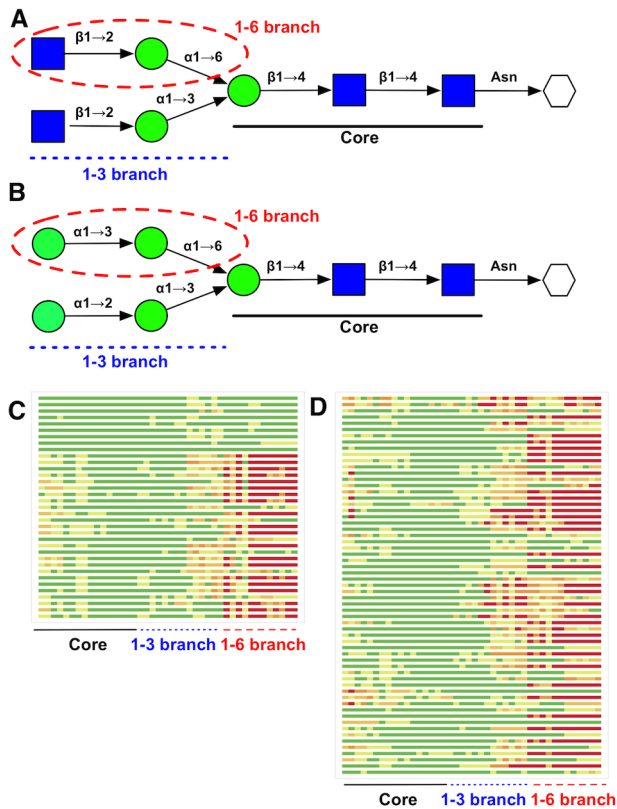 A
1-6 branch
β1→2
α1→6
β1→4
β1→4
Asn
β1→2
α1→3
Core
1-3 branch
B
1-6 branch
α1→3
α1→6
β1→4
β1→4
Asn
α1→2
α1→3
Core
1-3 branch
C
D
Core
1-3 branch
1-6 branch
Core
1-3 branch
1-6 branch